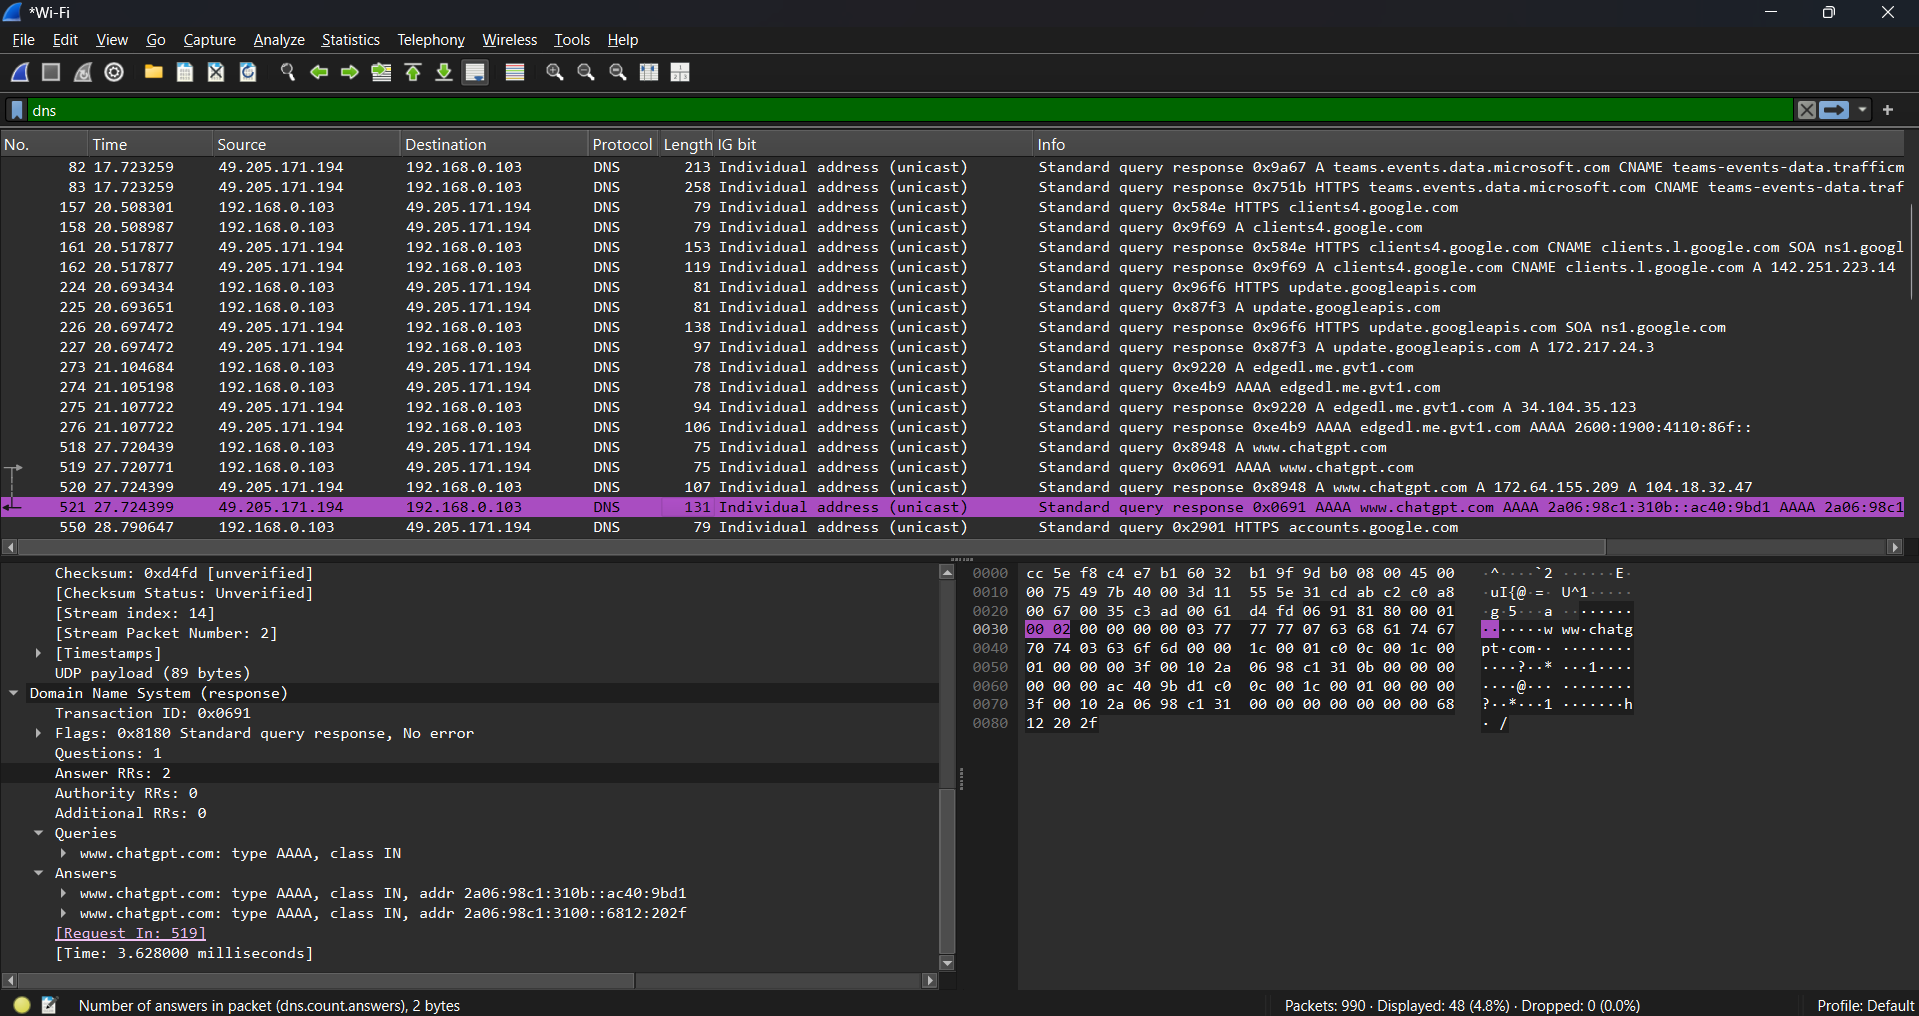 *Wi-Fi
File Edit View Go Capture Analyze Statistics Telephony Wireless Tools Help
dns
No. Time Source Destination Protocol Length IG bit Info
82 17.723259 49.205.171.194 192.168.0.103 DNS 213 Individual address (unicast) Standard query response 0x9a67 A teams.events.data.microsoft.com CNAME teams-events-data.trafficm
83 17.723259 49.205.171.194 192.168.0.103 DNS 258 Individual address (unicast) Standard query response 0x751b HTTPS teams.events.data.microsoft.com CNAME teams-events-data.traf
157 20.508301 192.168.0.103 49.205.171.194 DNS 79 Individual address (unicast) Standard query 0x584e HTTPS clients4.google.com
158 20.508987 192.168.0.103 49.205.171.194 DNS 79 Individual address (unicast) Standard query 0x9f69 A clients4.google.com
161 20.517877 49.205.171.194 192.168.0.103 DNS 153 Individual address (unicast) Standard query response 0x584e HTTPS clients4.google.com CNAME clients.l.google.com SOA ns1.googl
162 20.517877 49.205.171.194 192.168.0.103 DNS 119 Individual address (unicast) Standard query response 0x9f69 A clients4.google.com CNAME clients.l.google.com A 142.251.223.14
224 20.693434 192.168.0.103 49.205.171.194 DNS 81 Individual address (unicast) Standard query 0x96f6 HTTPS update.googleapis.com
225 20.693651 192.168.0.103 49.205.171.194 DNS 81 Individual address (unicast) Standard query 0x87f3 A update.googleapis.com
226 20.697472 49.205.171.194 192.168.0.103 DNS 138 Individual address (unicast) Standard query response 0x96f6 HTTPS update.googleapis.com SOA ns1.google.com
227 20.697472 49.205.171.194 192.168.0.103 DNS 97 Individual address (unicast) Standard query response 0x87f3 A update.googleapis.com A 172.217.24.3
273 21.104684 192.168.0.103 49.205.171.194 DNS 78 Individual address (unicast) Standard query 0x9220 A edgedl.me.gvt1.com
274 21.105198 192.168.0.103 49.205.171.194 DNS 78 Individual address (unicast) Standard query 0xe4b9 AAAA edgedl.me.gvt1.com
275 21.107722 49.205.171.194 192.168.0.103 DNS 94 Individual address (unicast) Standard query response 0x9220 A edgedl.me.gvt1.com A 34.104.35.123
276 21.107722 49.205.171.194 192.168.0.103 DNS 106 Individual address (unicast) Standard query response 0xe4b9 AAAA edgedl.me.gvt1.com AAAA 2600:1900:4110:86f::
518 27.720439 192.168.0.103 49.205.171.194 DNS 75 Individual address (unicast) Standard query 0x8948 A www.chatgpt.com
519 27.720771 192.168.0.103 49.205.171.194 DNS 75 Individual address (unicast) Standard query 0x0691 AAAA www.chatgpt.com
520 27.724399 49.205.171.194 192.168.0.103 DNS 107 Individual address (unicast) Standard query response 0x8948 A www.chatgpt.com A 172.64.155.209 A 104.18.32.47
521 27.724399 49.205.171.194 192.168.0.103 DNS 131 Individual address (unicast) Standard query response 0x0691 AAAA www.chatgpt.com AAAA 2a06:98c1:310b::ac40:9bd1 AAAA 2a06:98c1
550 28.790647 192.168.0.103 49.205.171.194 DNS 79 Individual address (unicast) Standard query 0x2901 HTTPS accounts.google.com
Checksum: 0xd4fd [unverified]
[Checksum Status: Unverified]
[Stream index: 14]
[Stream Packet Number: 2]
[Timestamps]
UDP payload (89 bytes)
Domain Name System (response)
Transaction ID: 0x0691
Flags: 0x8180 Standard query response, No error
Questions: 1
Answer RRs: 2
Authority RRs: 0
Additional RRs: 0
Queries
www.chatgpt.com: type AAAA, class IN
Answers
www.chatgpt.com: type AAAA, class IN, addr 2a06:98c1:310b::ac40:9bd1
www.chatgpt.com: type AAAA, class IN, addr 2a06:98c1:3100::6812:202f
[Request In: 519]
[Time: 3.628000 milliseconds]
0000 cc 5e f8 c4 e7 b1 60 32 b1 9f 9d b0 08 00 45 00 ·^····`2 ······E·
0010 00 75 49 7b 40 00 3d 11 55 5e 31 cd ab c2 c0 a8 ·uI{@·=· U^1·····
0020 00 67 00 35 c3 ad 00 61 d4 fd 06 91 81 80 00 01 ·g·5···a ········
0030 00 02 00 00 00 00 03 77 77 77 07 63 68 61 74 67 ·······w ww·chatg
0040 70 74 03 63 6f 6d 00 00 1c 00 01 c0 0c 00 1c 00 pt·com·· ········
0050 01 00 00 00 3f 00 10 2a 06 98 c1 31 0b 00 00 00 ····?··* ···1····
0060 00 00 00 ac 40 9b d1 c0 0c 00 1c 00 01 00 00 00 ····@··· ········
0070 3f 00 10 2a 06 98 c1 31 00 00 00 00 00 00 00 68 ?··*···1 ·······h
0080 12 20 2f · /
Number of answers in packet (dns.count.answers), 2 bytes
Packets: 990 · Displayed: 48 (4.8%) · Dropped: 0 (0.0%)
Profile: Default